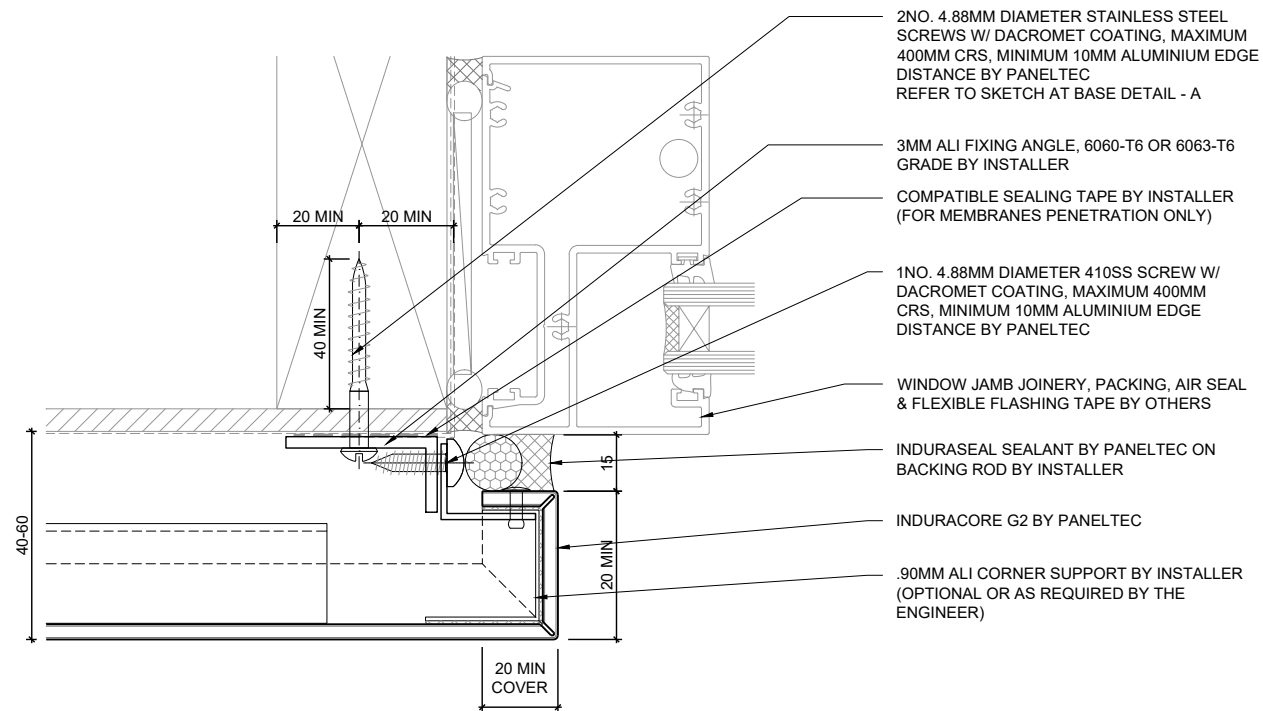 2NO. 4.88MM DIAMETER STAINLESS STEEL
SCREWS W/ DACROMET COATING, MAXIMUM
400MM CRS, MINIMUM 10MM ALUMINIUM EDGE
DISTANCE BY PANELTEC
REFER TO SKETCH AT BASE DETAIL - A
3MM ALI FIXING ANGLE, 6060-T6 OR 6063-T6
GRADE BY INSTALLER
COMPATIBLE SEALING TAPE BY INSTALLER
(FOR MEMBRANES PENETRATION ONLY)
1NO. 4.88MM DIAMETER 410SS SCREW W/
DACROMET COATING, MAXIMUM 400MM
CRS, MINIMUM 10MM ALUMINIUM EDGE
DISTANCE BY PANELTEC
WINDOW JAMB JOINERY, PACKING, AIR SEAL
& FLEXIBLE FLASHING TAPE BY OTHERS
INDURASEAL SEALANT BY PANELTEC ON
BACKING ROD BY INSTALLER
INDURACORE G2 BY PANELTEC
.90MM ALI CORNER SUPPORT BY INSTALLER
(OPTIONAL OR AS REQUIRED BY THE
ENGINEER)
20 MIN
20 MIN
40 MIN
15
40-60
20 MIN
20 MIN
COVER